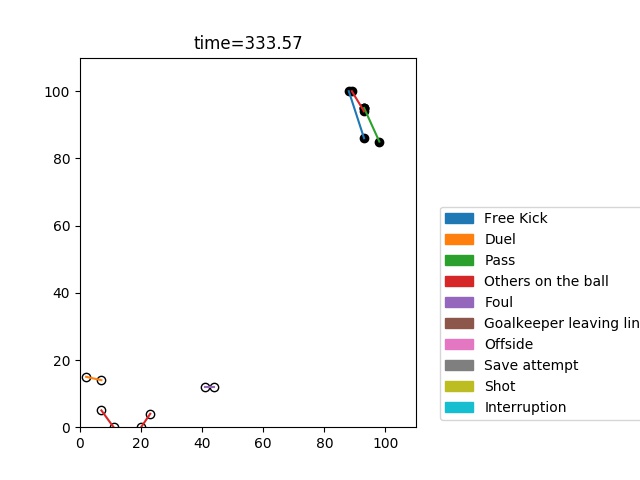 time=333.57
100
80
60
40
20
0
0 20 40 60 80 100
Free Kick
Duel
Pass
Others on the ball
Foul
Goalkeeper leaving lin
Offside
Save attempt
Shot
Interruption